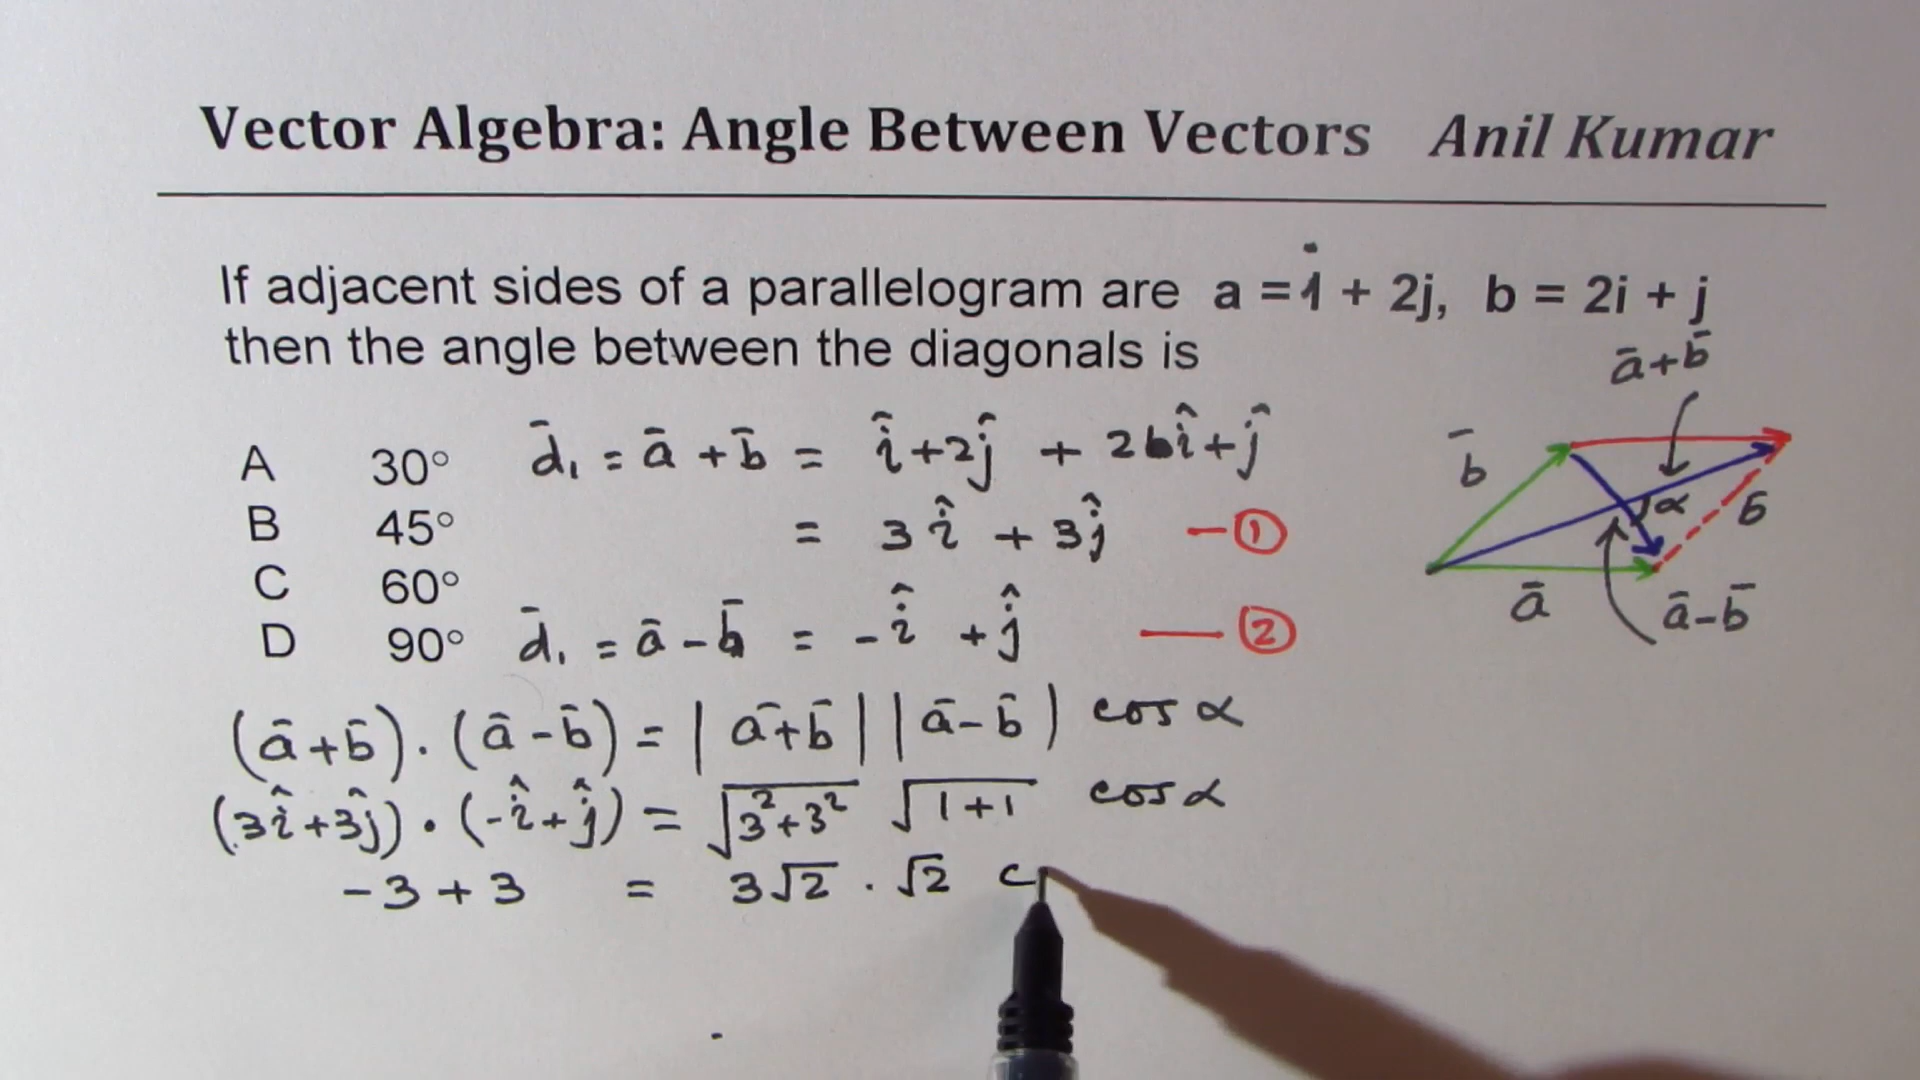 Vector Algebra: Angle Between Vectors Anil Kumar
If adjacent sides of a parallelogram are a = i + 2j, b = 2i + j
then the angle between the diagonals is
A 30°
B 45°
C 60°
D 90°
d̄₁ = ā + b̄ = î + 2ĵ + 2î + ĵ
= 3î + 3ĵ — ①
d̄₁ = ā - b̄ = -î + ĵ — ②
(ā + b̄) · (ā - b̄) = |ā + b̄| |ā - b̄| cos α
(3î + 3ĵ) · (-î + ĵ) = √(3² + 3²) √(1 + 1) cos α
-3 + 3 = 3√2 · √2 c
ā + b̄
b̄
α
b̄
ā
ā - b̄